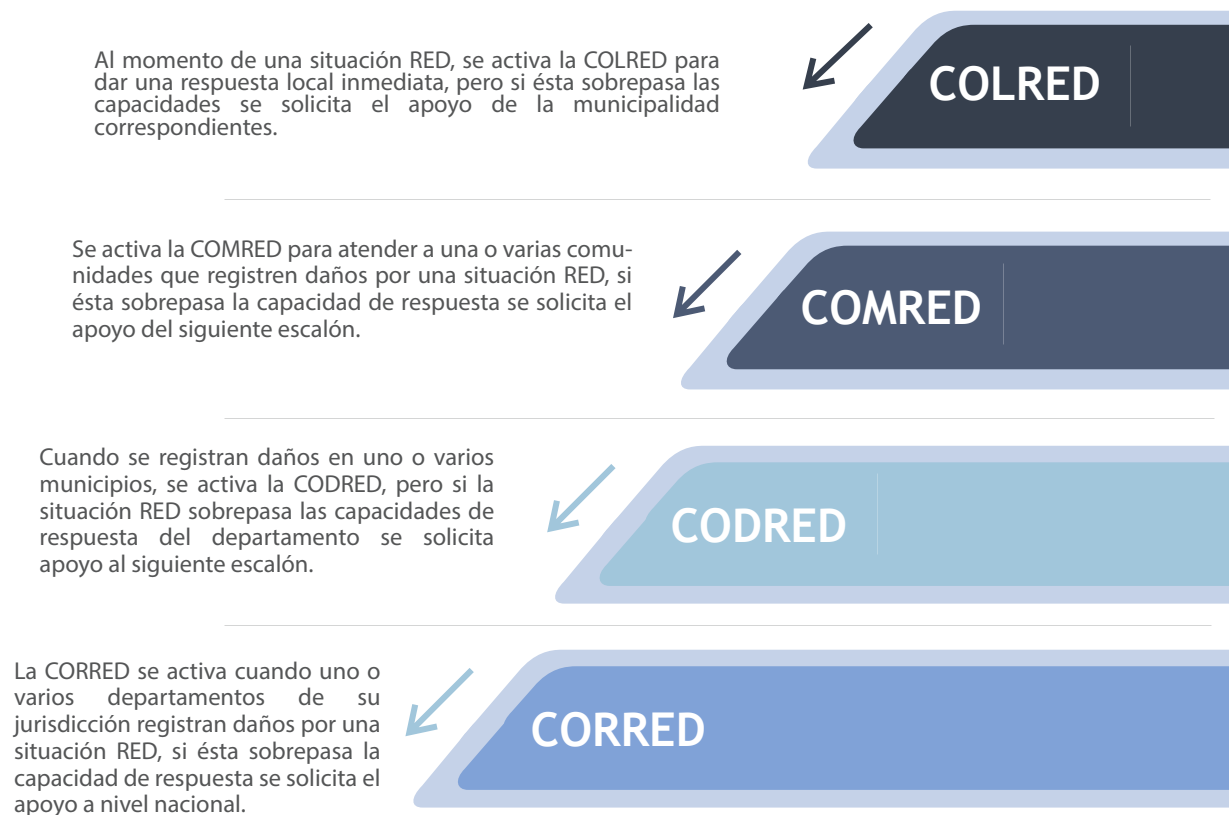 Al momento de una situación RED, se activa la COLRED para
dar una respuesta local inmediata, pero si ésta sobrepasa las
capacidades se solicita el apoyo de la municipalidad
correspondientes.
COLRED
Se activa la COMRED para atender a una o varias comu-
nidades que registren daños por una situación RED, si
ésta sobrepasa la capacidad de respuesta se solicita el
apoyo del siguiente escalón.
COMRED
Cuando se registran daños en uno o varios
municipios, se activa la CODRED, pero si la
situación RED sobrepasa las capacidades de
respuesta del departamento se solicita
apoyo al siguiente escalón.
CODRED
La CORRED se activa cuando uno o
varios departamentos de su
jurisdicción registran daños por una
situación RED, si ésta sobrepasa la
capacidad de respuesta se solicita el
apoyo a nivel nacional.
CORRED